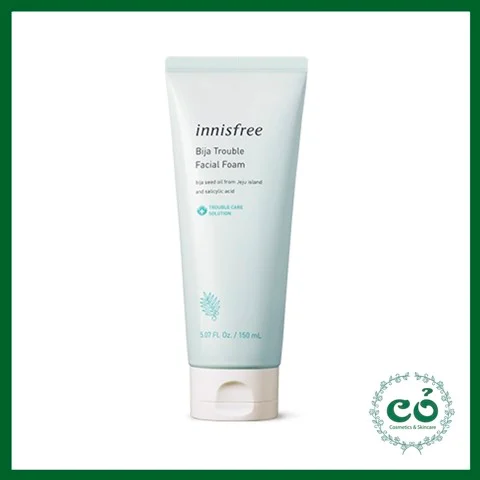 innisfree
Bija Trouble
Facial Foam
bija seed oil from Jeju island
and salicylic acid
TROUBLE CARE
SOLUTION
5.07 FL Oz. / 150 mL
CỎ
Cosmetics & Skincare